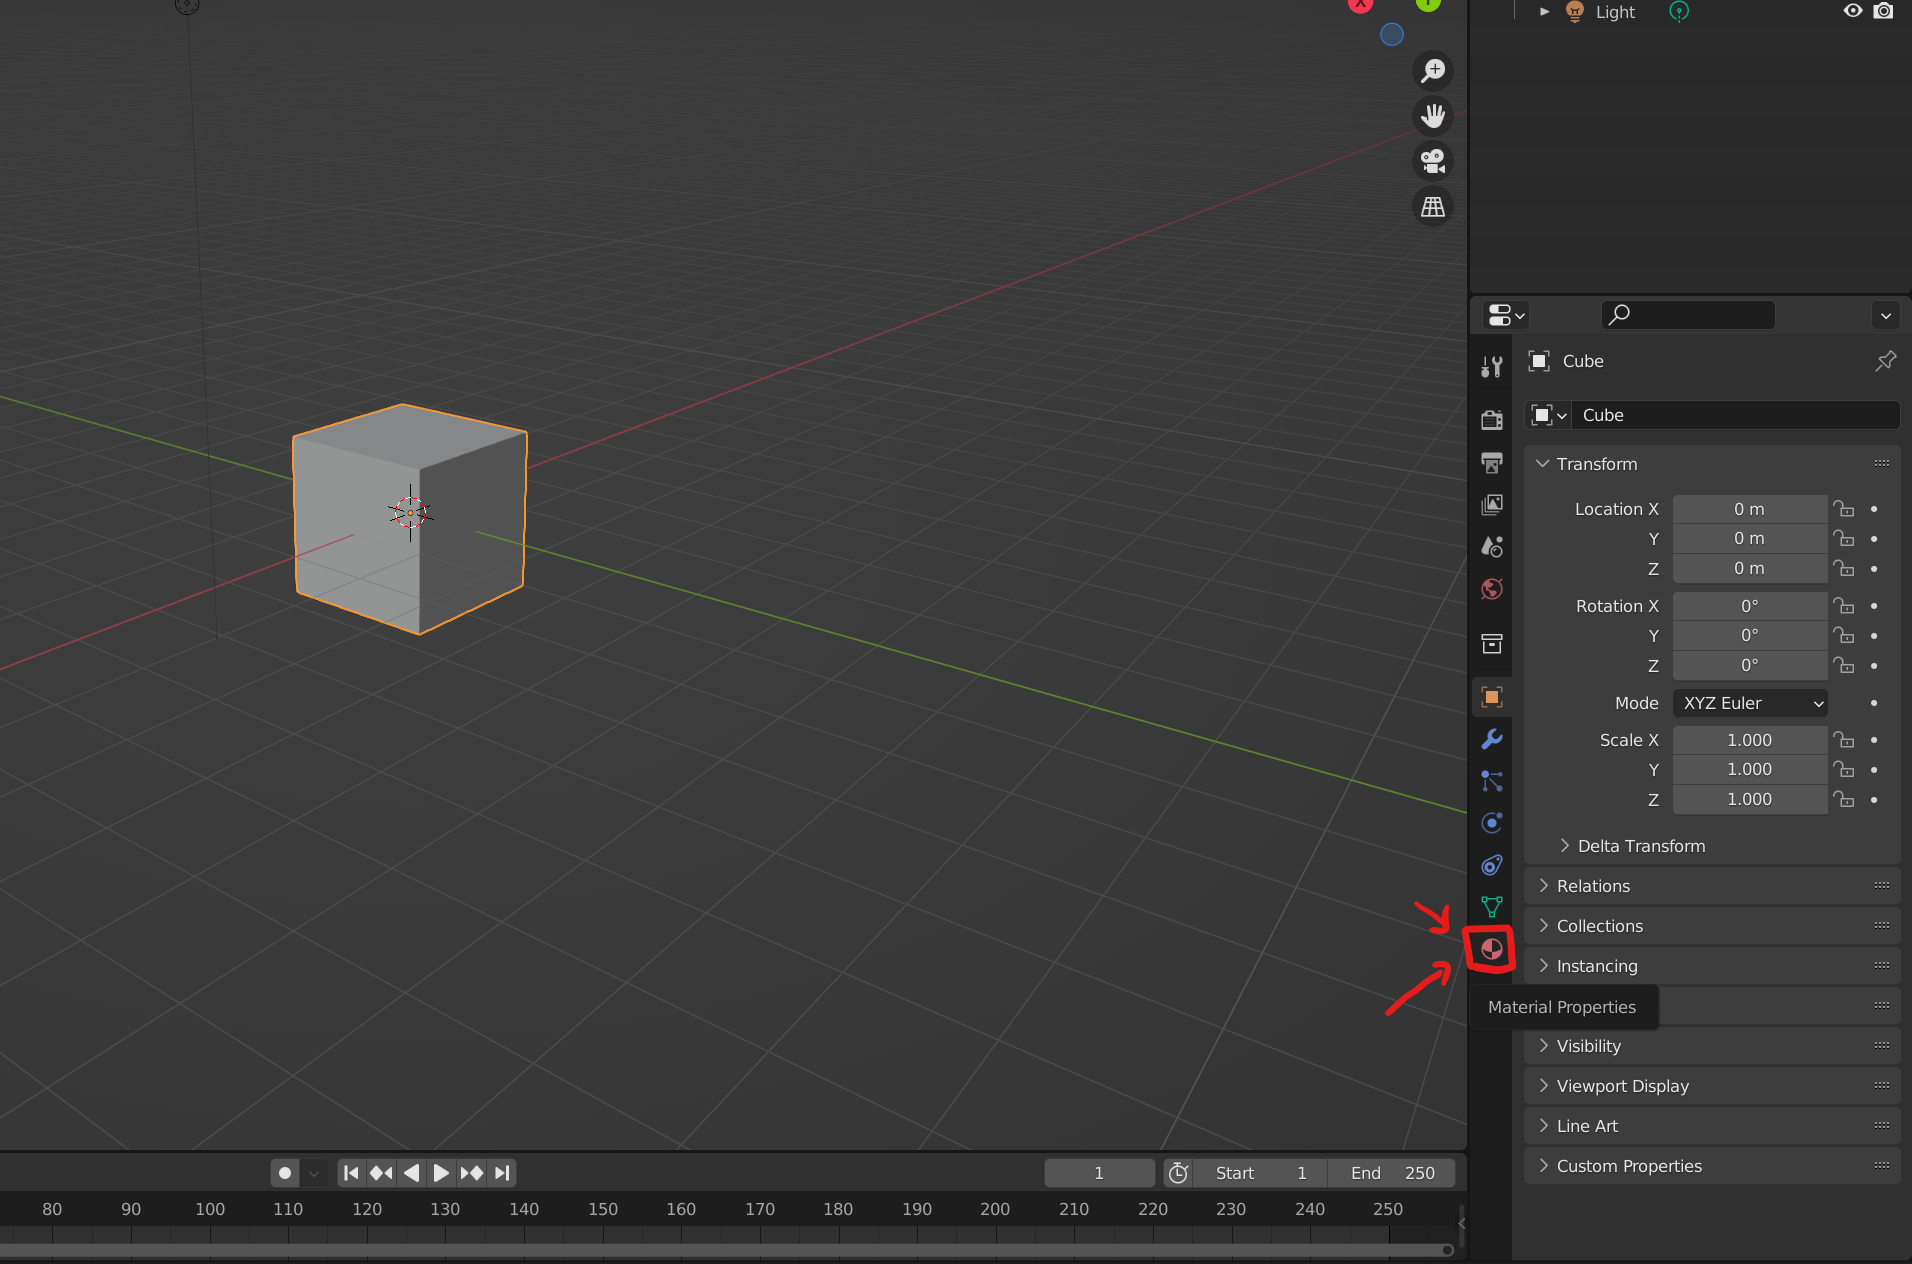 X
Y
Light
Cube
Cube
Transform
Location X 0 m
Y 0 m
Z 0 m
Rotation X 0°
Y 0°
Z 0°
Mode XYZ Euler
Scale X 1.000
Y 1.000
Z 1.000
Delta Transform
Relations
Collections
Instancing
Material Properties
Visibility
Viewport Display
Line Art
Custom Properties
1 Start 1 End 250
80 90 100 110 120 130 140 150 160 170 180 190 200 210 220 230 240 250